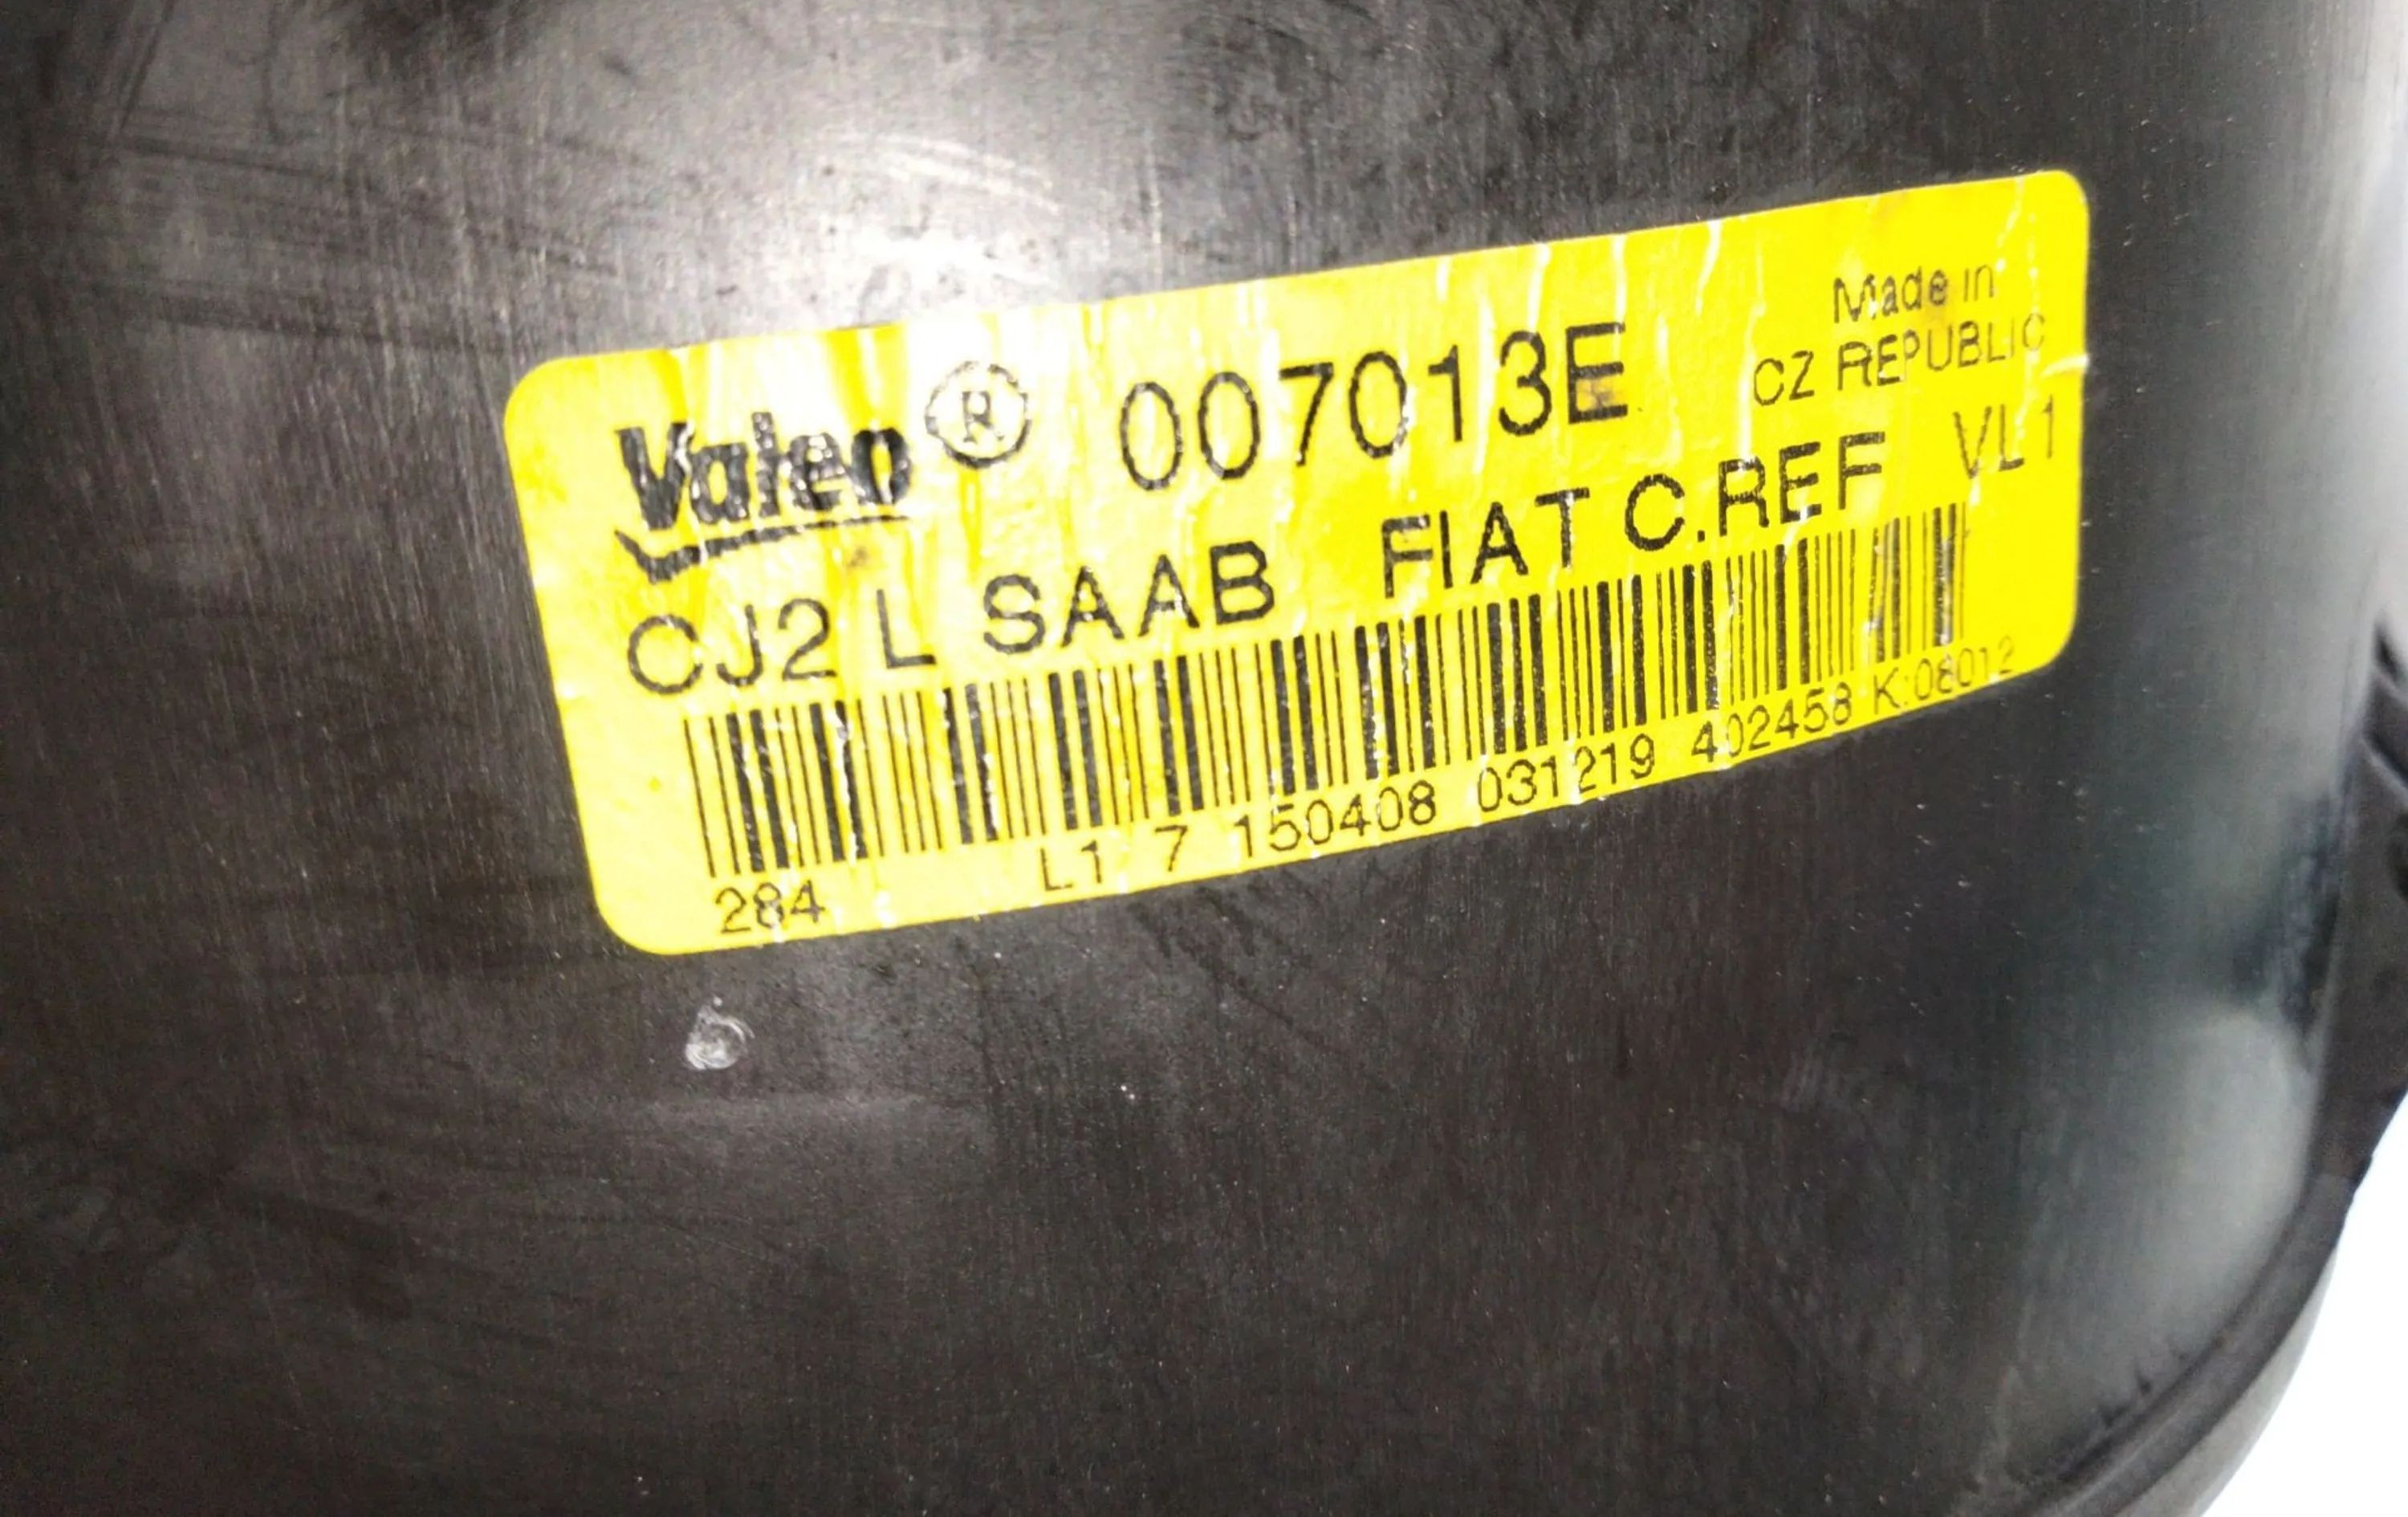 Valeo ® 007013E Made in
CZ REPUBLIC
CJ2 L SAAB FIAT C.REF VL1
284 L1 7 150408 031219 402458 K:08012